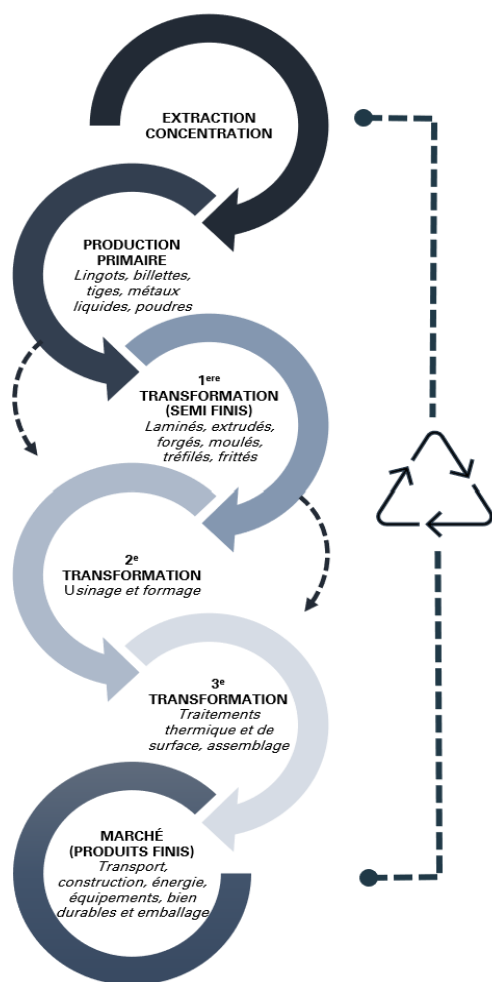 EXTRACTION
CONCENTRATION
PRODUCTION
PRIMAIRE
Lingots, billettes,
tiges, métaux
liquides, poudres
1ere
TRANSFORMATION
(SEMI FINIS)
Laminés, extrudés,
forgés, moulés,
tréfilés, frittés
2e
TRANSFORMATION
Usinage et formage
3e
TRANSFORMATION
Traitements
thermique et de
surface, assemblage
MARCHÉ
(PRODUITS FINIS)
Transport,
construction, énergie,
équipements, bien
durables et emballage